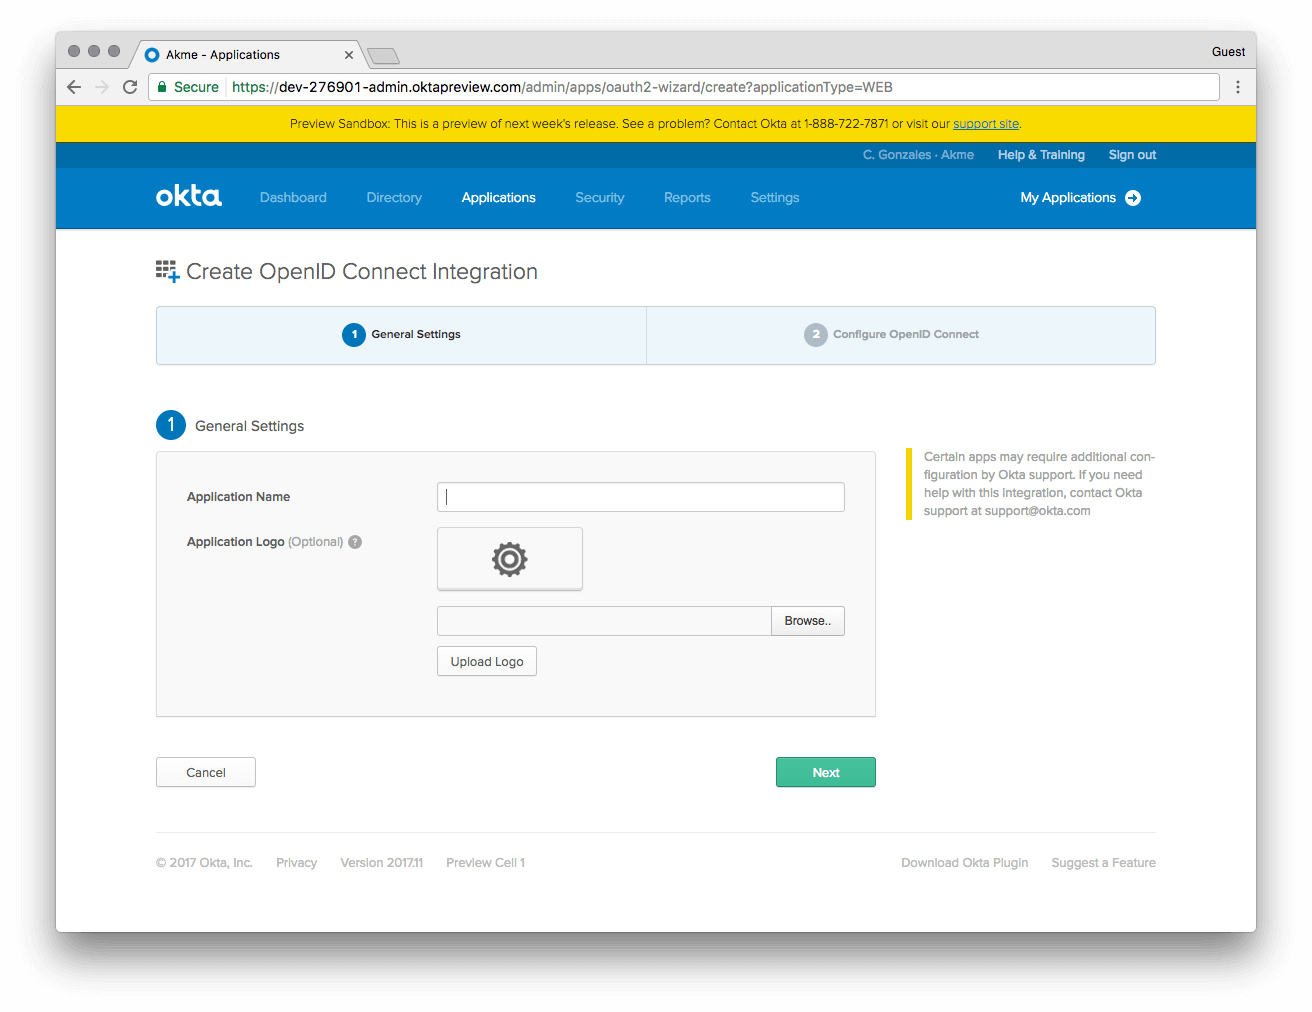 Akme - Applications
Guest
Secure https://dev-276901-admin.oktapreview.com/admin/apps/oauth2-wizard/create?applicationType=WEB
Preview Sandbox: This is a preview of next week's release. See a problem? Contact Okta at 1-888-722-7871 or visit our support site.
C. Gonzales · Akme Help & Training Sign out
okta Dashboard Directory Applications Security Reports Settings My Applications
Create OpenID Connect Integration
1 General Settings 2 Configure OpenID Connect
1 General Settings
Application Name
Application Logo (Optional) ?
Browse..
Upload Logo
Certain apps may require additional con-
figuration by Okta support. If you need
help with this integration, contact Okta
support at support@okta.com
Cancel Next
© 2017 Okta, Inc. Privacy Version 2017.11 Preview Cell 1 Download Okta Plugin Suggest a Feature